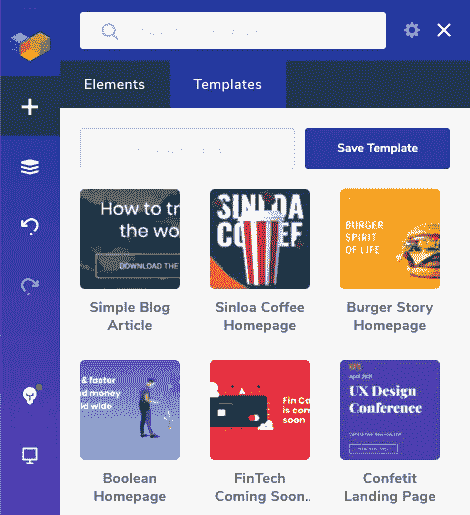 Elements
Templates
Save Template
How to tr
the wo
DOWNLOAD THE
SINLOA
COFFEE
BURGER
SPIRIT
OF LIFE
Simple Blog
Article
Sinloa Coffee
Homepage
Burger Story
Homepage
& faster
nd money
d wide
Fin Ca
is com
soon
UX Design
Conference
Boolean
Homepage
FinTech
Coming Soon..
Confetit
Landing Page